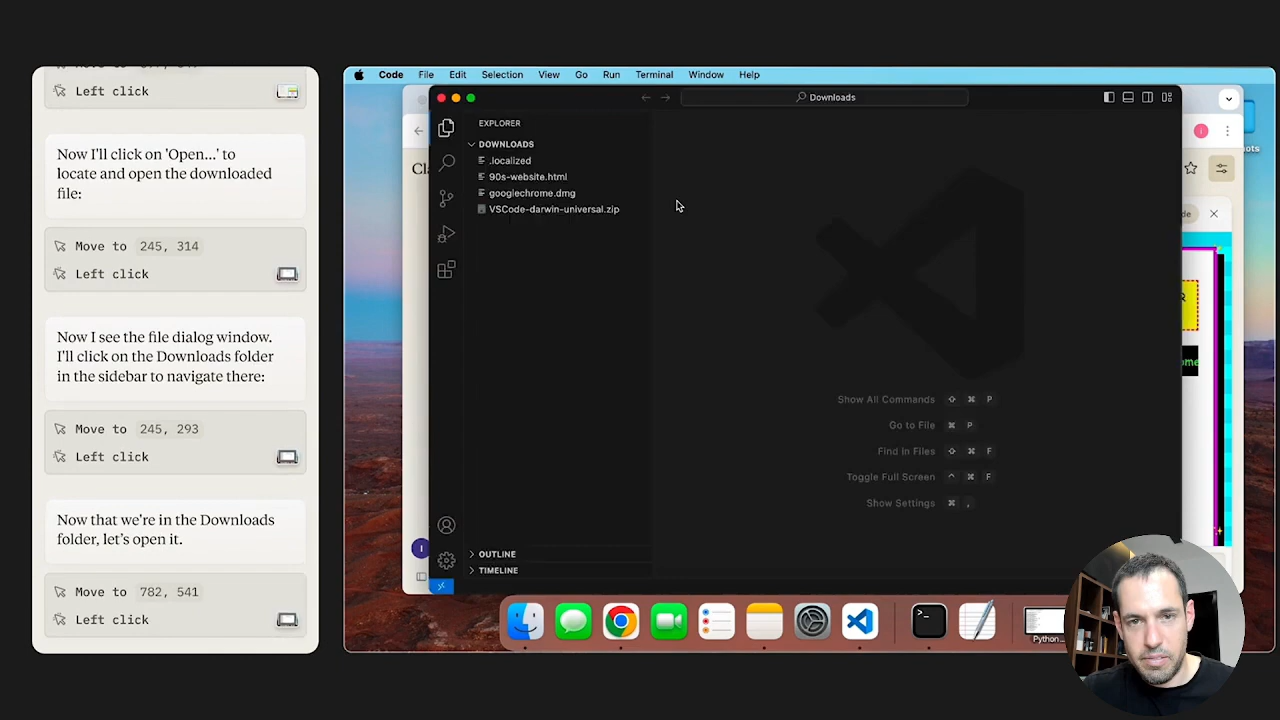 Left click
Now I'll click on 'Open...' to
locate and open the downloaded
file:
Move to 245, 314
Left click
Now I see the file dialog window.
I'll click on the Downloads folder
in the sidebar to navigate there:
Move to 245, 293
Left click
Now that we're in the Downloads
folder, let's open it.
Move to 782, 541
Left click
Code File Edit Selection View Go Run Terminal Window Help
Downloads
EXPLORER
DOWNLOADS
.localized
90s-website.html
googlechrome.dmg
VSCode-darwin-universal.zip
Show All Commands ⇧ ⌘ P
Go to File ⌘ P
Find in Files ⇧ ⌘ F
Toggle Full Screen ⌃ ⌘ F
Show Settings ⌘ ,
OUTLINE
TIMELINE
Python...